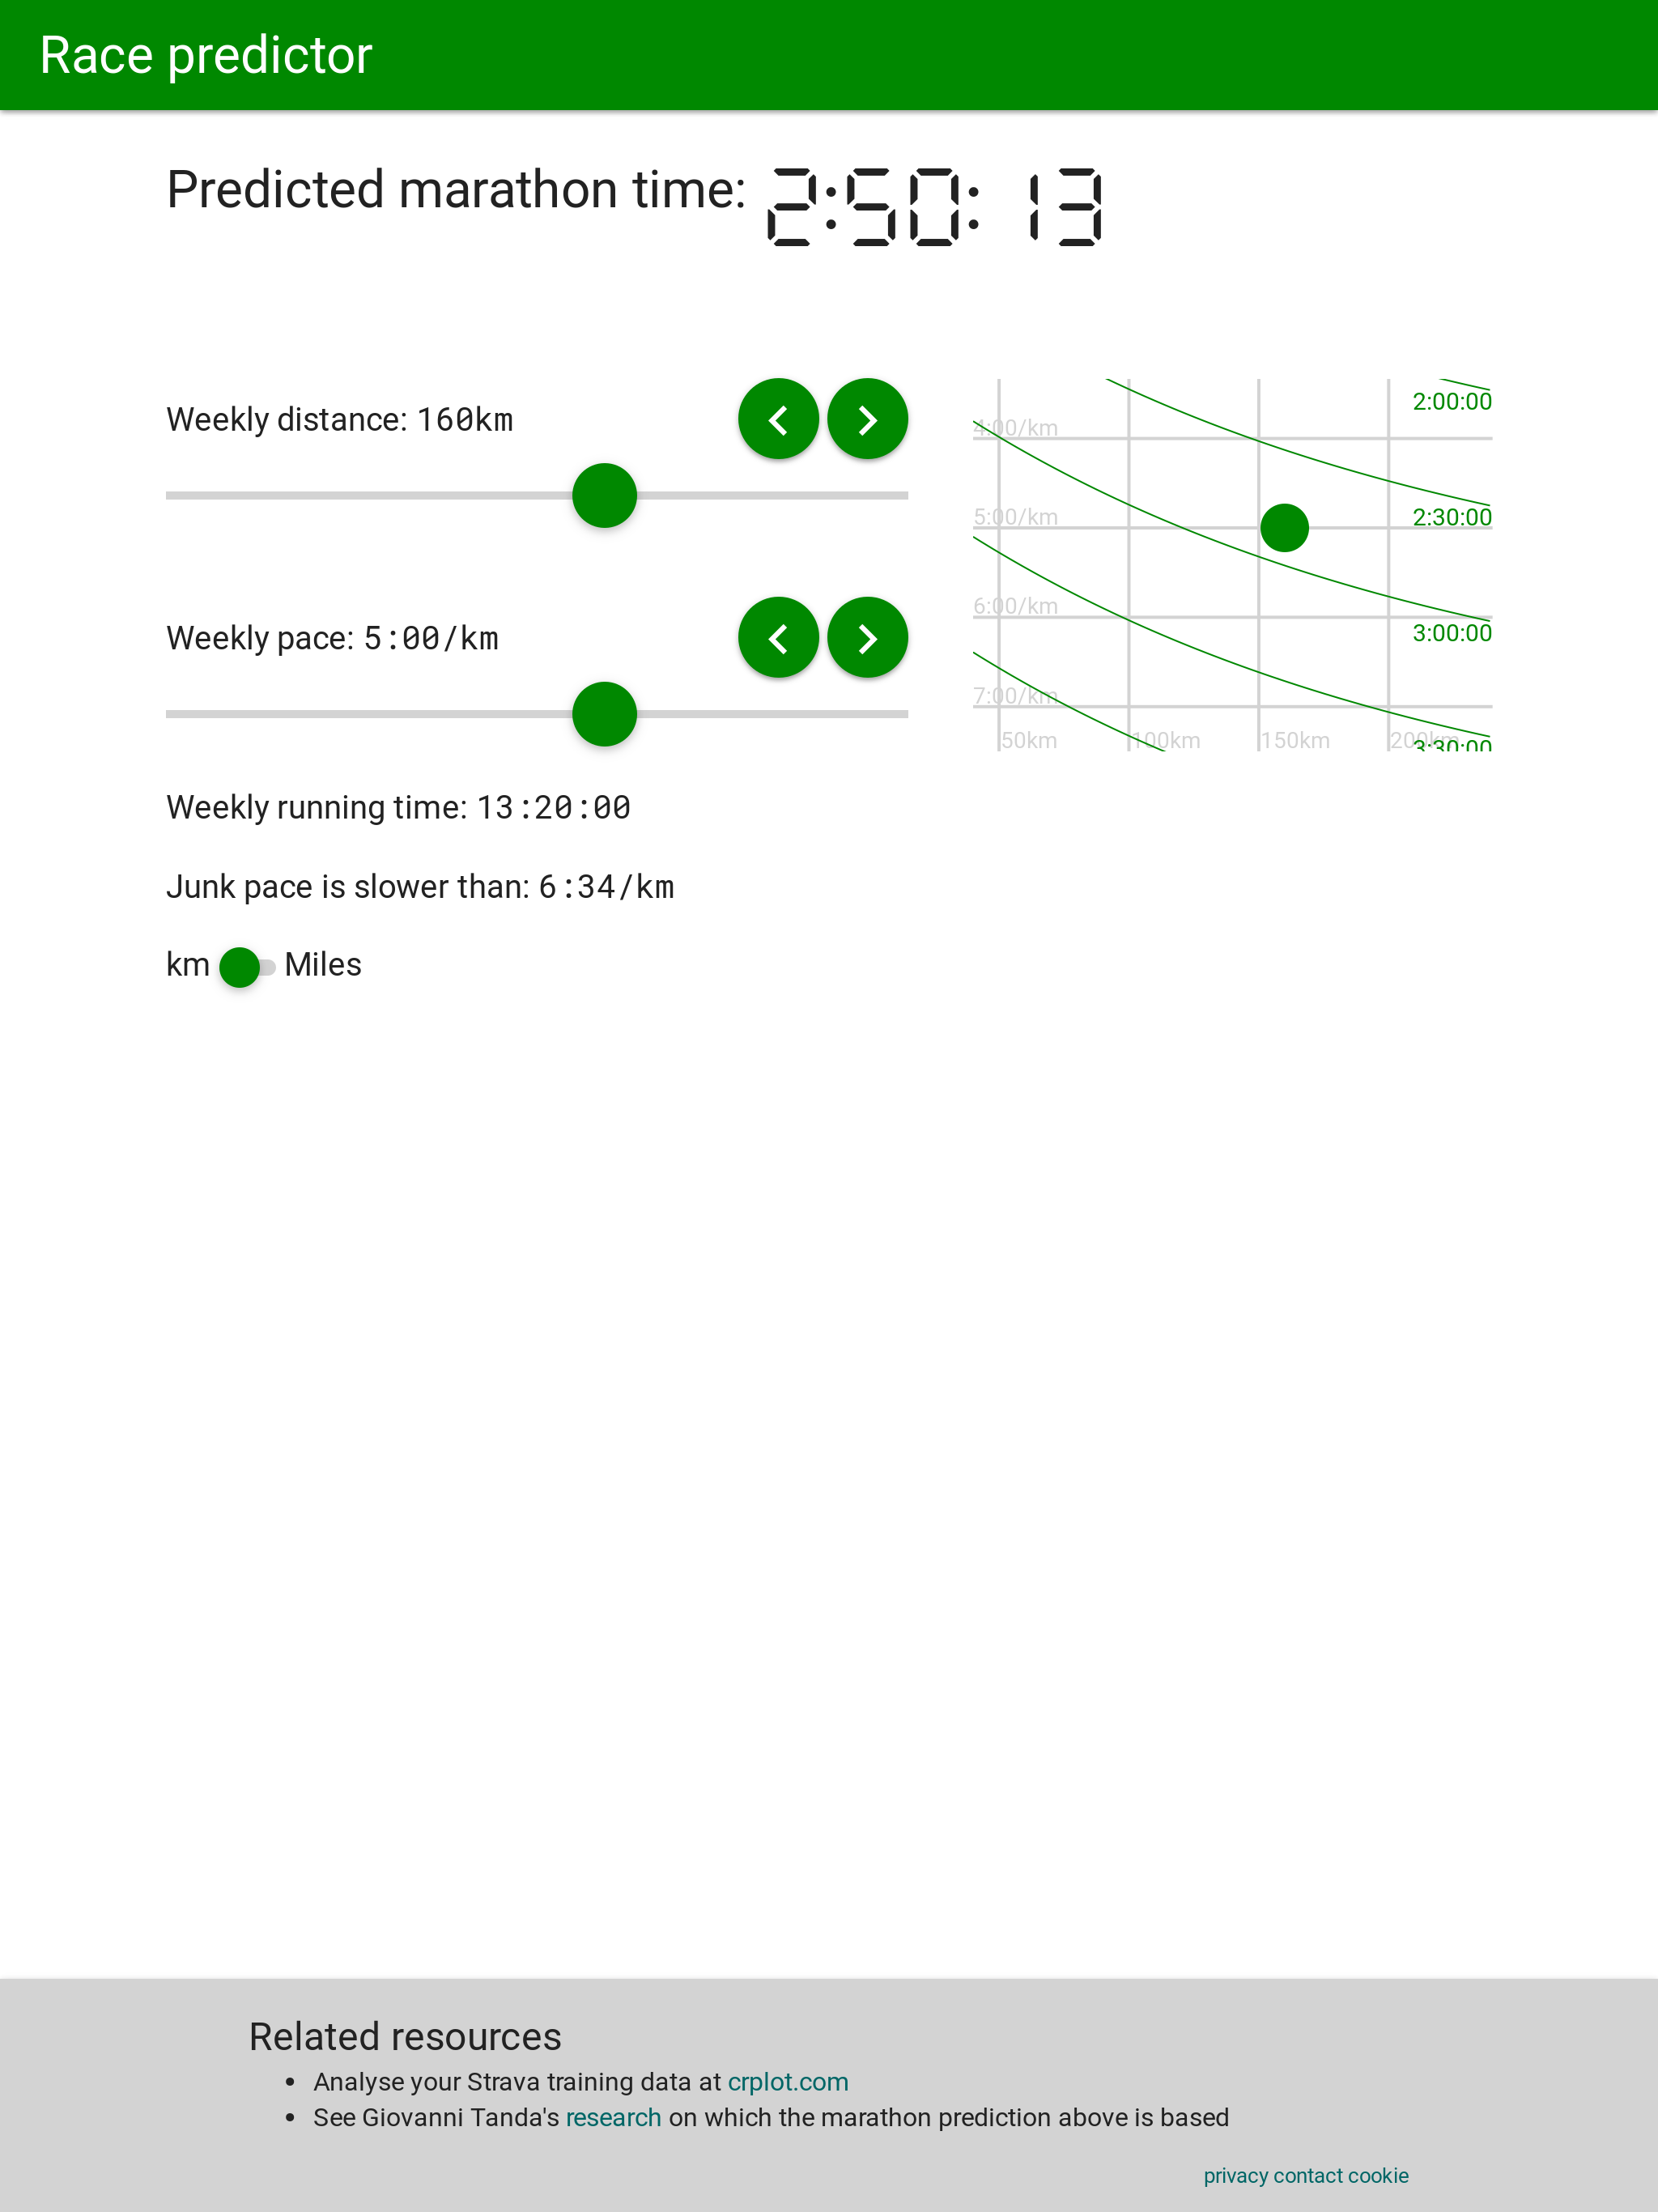 Race predictor
Predicted marathon time: 2:50:13
Weekly distance: 160km
Weekly pace: 5:00/km
Weekly running time: 13:20:00
Junk pace is slower than: 6:34/km
km Miles
2:00:00
4:00/km
5:00/km
2:30:00
6:00/km
3:00:00
7:00/km
50km 100km 150km 200km
3:30:00
Related resources
• Analyse your Strava training data at crplot.com
• See Giovanni Tanda's research on which the marathon prediction above is based
privacy contact cookie